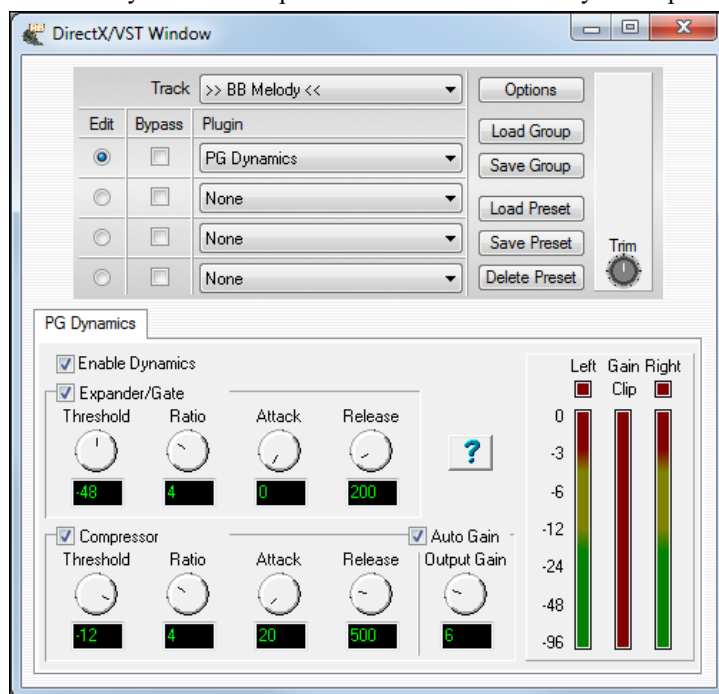 DirectX/VST Window
Track >> BB Melody << Options
Edit Bypass Plugin Load Group
PG Dynamics Save Group
None Load Preset
None Save Preset Trim
None Delete Preset
PG Dynamics
Enable Dynamics Left Gain Right
Expander/Gate Clip
Threshold Ratio Attack Release 0
? -3
-48 4 0 200 -6
Compressor Auto Gain -12
Threshold Ratio Attack Release Output Gain -24
-48
-12 4 20 500 6 -96